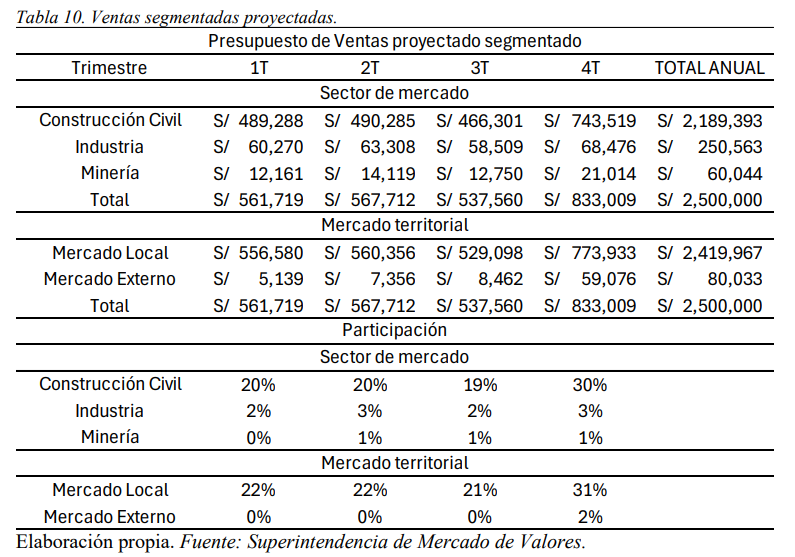 Tabla 10. Ventas segmentadas proyectadas.
Presupuesto de Ventas proyectado segmentado
Trimestre 1T 2T 3T 4T TOTAL ANUAL
Sector de mercado
Construcción Civil S/ 489,288 S/ 490,285 S/ 466,301 S/ 743,519 S/ 2,189,393
Industria S/ 60,270 S/ 63,308 S/ 58,509 S/ 68,476 S/ 250,563
Minería S/ 12,161 S/ 14,119 S/ 12,750 S/ 21,014 S/ 60,044
Total S/ 561,719 S/ 567,712 S/ 537,560 S/ 833,009 S/ 2,500,000
Mercado territorial
Mercado Local S/ 556,580 S/ 560,356 S/ 529,098 S/ 773,933 S/ 2,419,967
Mercado Externo S/ 5,139 S/ 7,356 S/ 8,462 S/ 59,076 S/ 80,033
Total S/ 561,719 S/ 567,712 S/ 537,560 S/ 833,009 S/ 2,500,000
Participación
Sector de mercado
Construcción Civil 20% 20% 19% 30%
Industria 2% 3% 2% 3%
Minería 0% 1% 1% 1%
Mercado territorial
Mercado Local 22% 22% 21% 31%
Mercado Externo 0% 0% 0% 2%
Elaboración propia. Fuente: Superintendencia de Mercado de Valores.